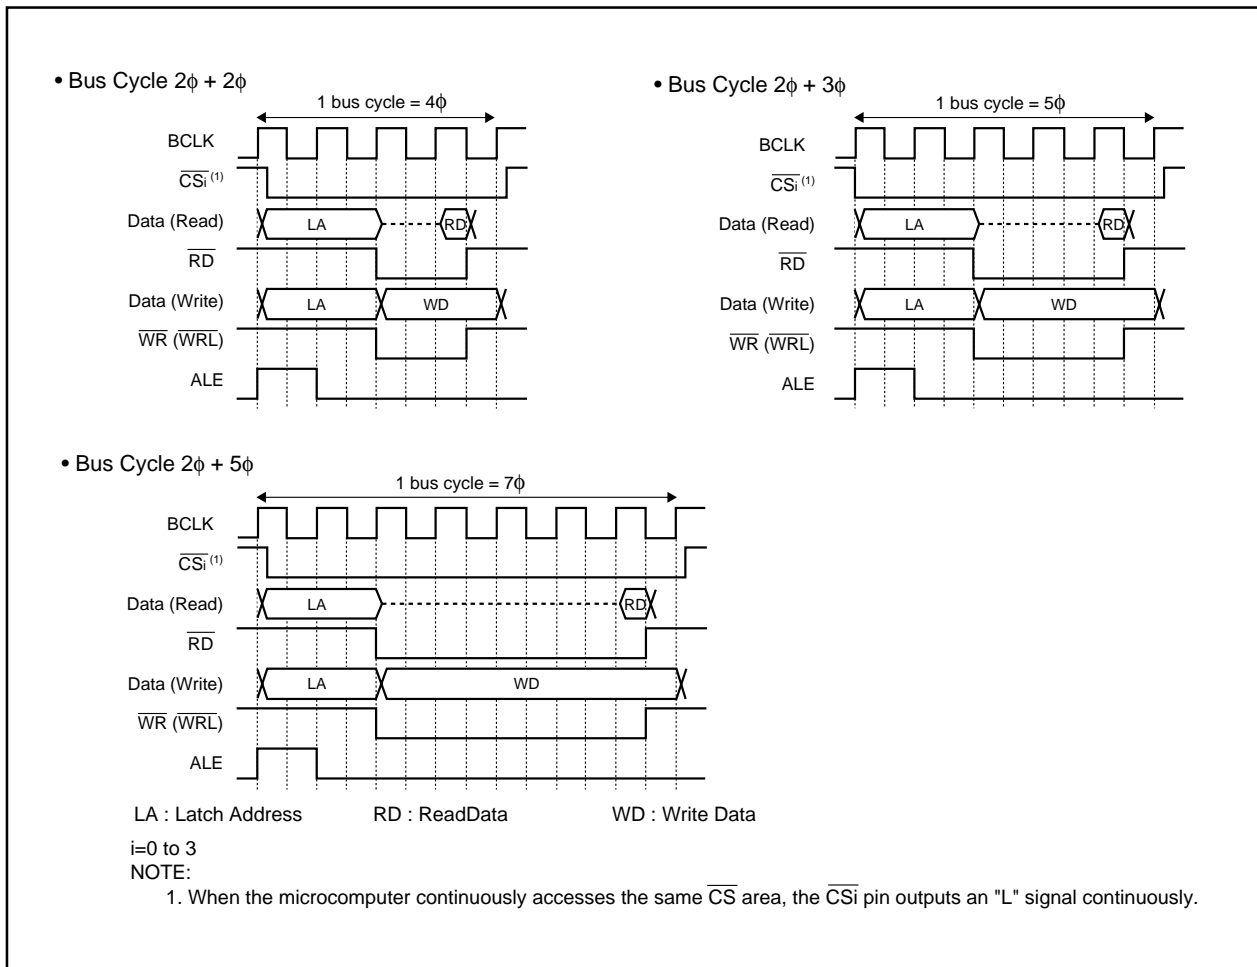 • Bus Cycle 2ϕ + 2ϕ
1 bus cycle = 4ϕ
BCLK
CSi (1)
Data (Read)
LA
RD
RD
Data (Write)
LA
WD
WR (WRL)
ALE
• Bus Cycle 2ϕ + 3ϕ
1 bus cycle = 5ϕ
BCLK
CSi (1)
Data (Read)
LA
RD
RD
Data (Write)
LA
WD
WR (WRL)
ALE
• Bus Cycle 2ϕ + 5ϕ
1 bus cycle = 7ϕ
BCLK
CSi (1)
Data (Read)
LA
RD
RD
Data (Write)
LA
WD
WR (WRL)
ALE
LA : Latch Address RD : ReadData WD : Write Data
i=0 to 3
NOTE:
1. When the microcomputer continuously accesses the same CS area, the CSi pin outputs an "L" signal continuously.